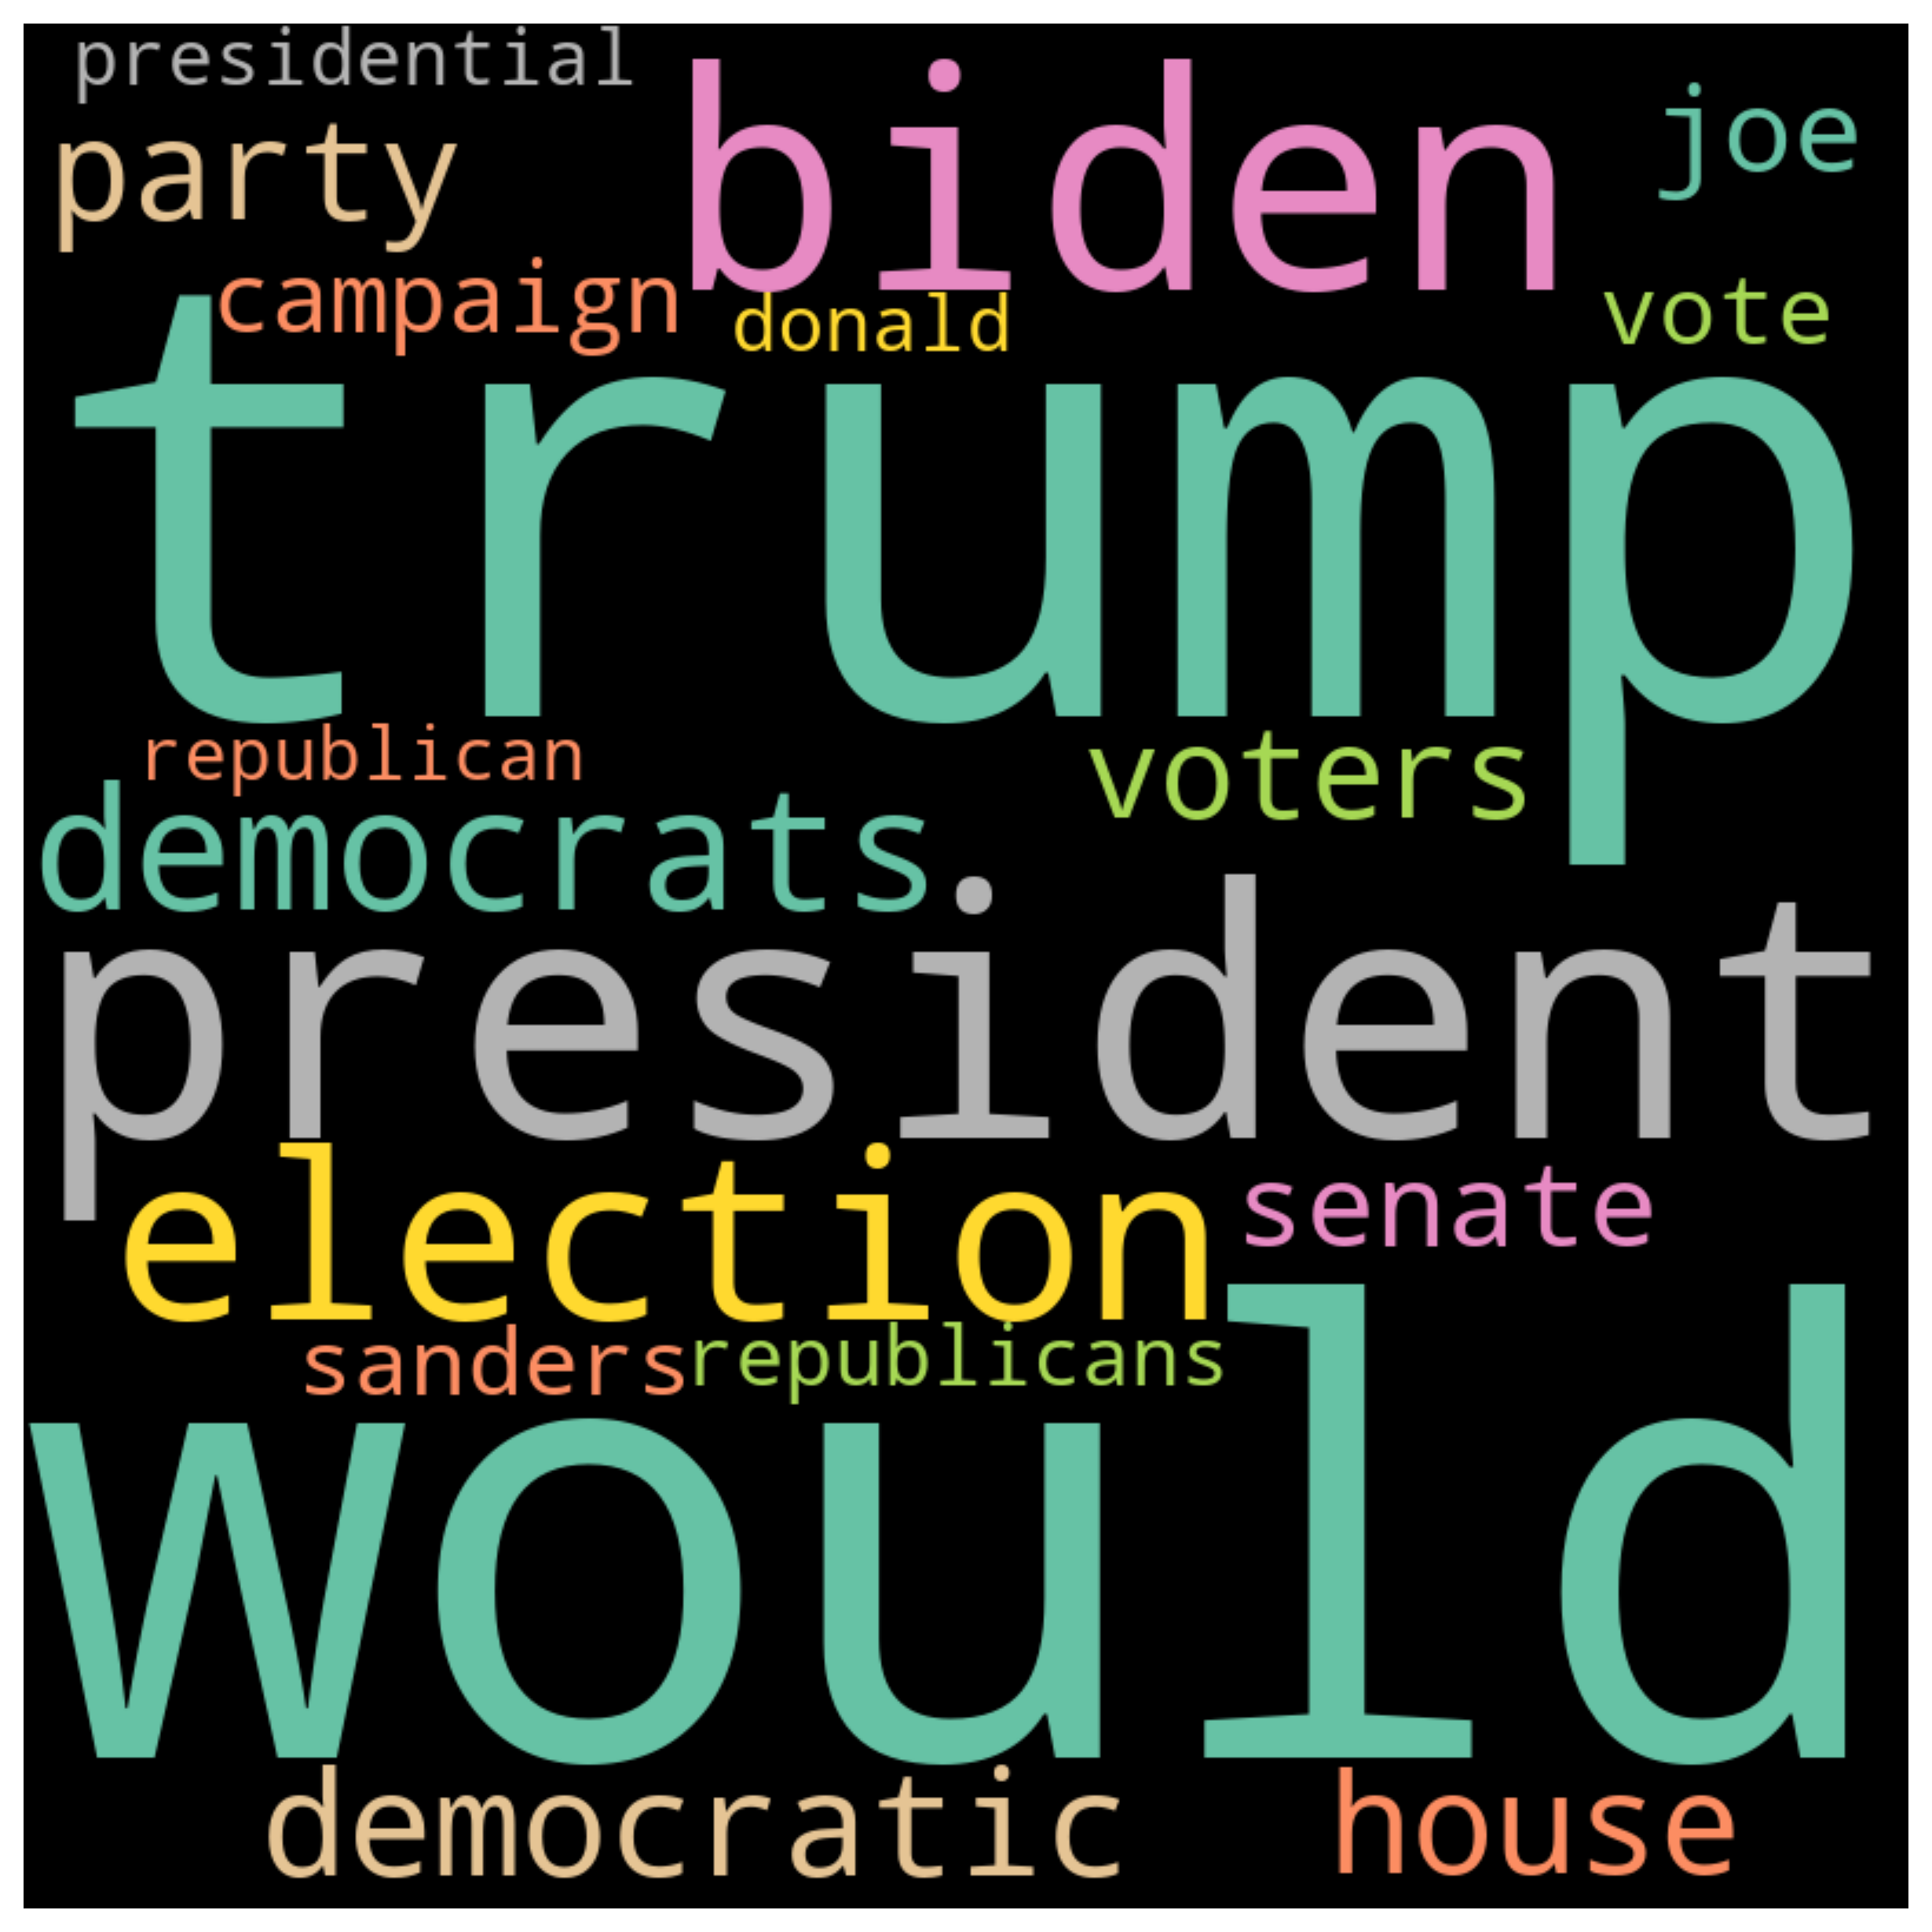 presidential
party
biden
joe
campaign
donald
vote
trump
republican
voters
democrats
president
election
senate
sanders
republicans
would
democratic
house